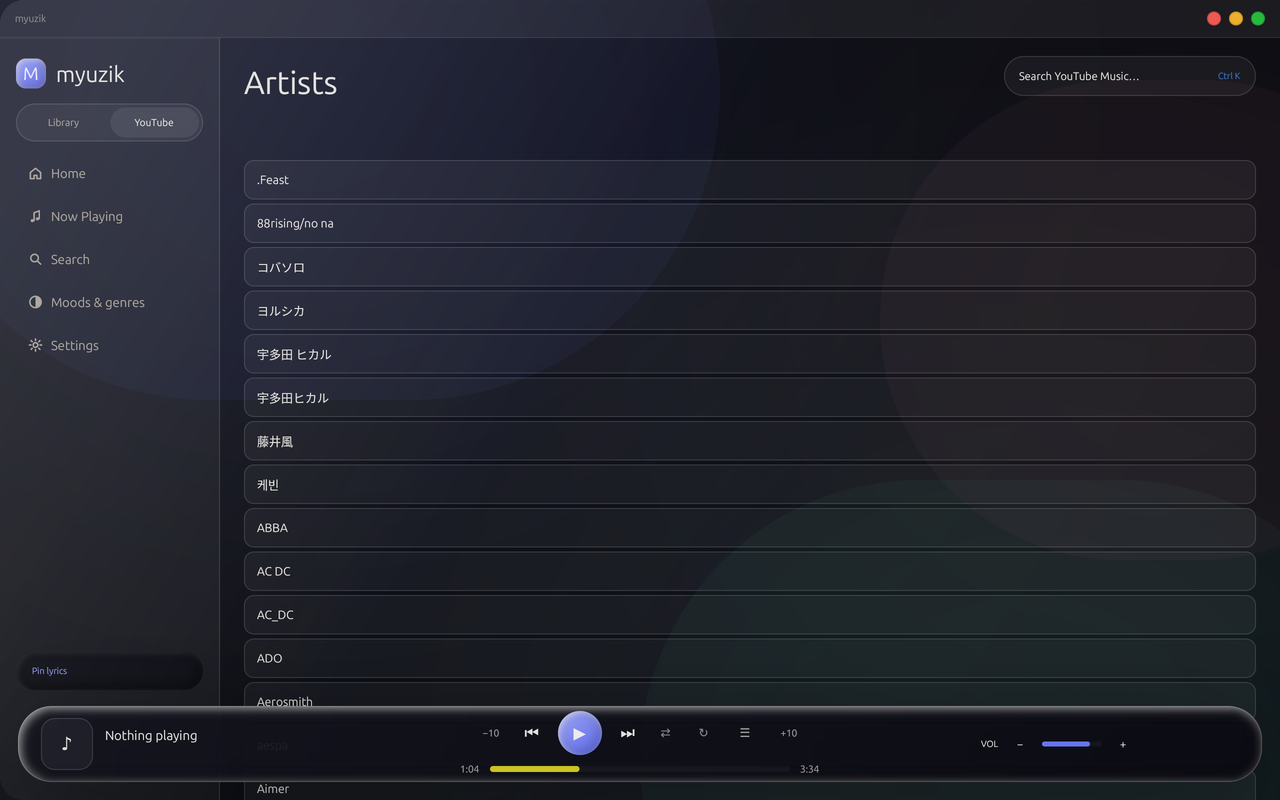 myuzik
M myuzik
Library YouTube
Home
Now Playing
Search
Moods & genres
Settings
Pin lyrics
Artists
Search YouTube Music... Ctrl K
.Feast
88rising/no na
コバソロ
ヨルシカ
宇多田 ヒカル
宇多田ヒカル
藤井風
케빈
ABBA
AC DC
AC_DC
ADO
Aerosmith
aespa
Aimer
Nothing playing
−10 +10
1:04 3:34
VOL − +